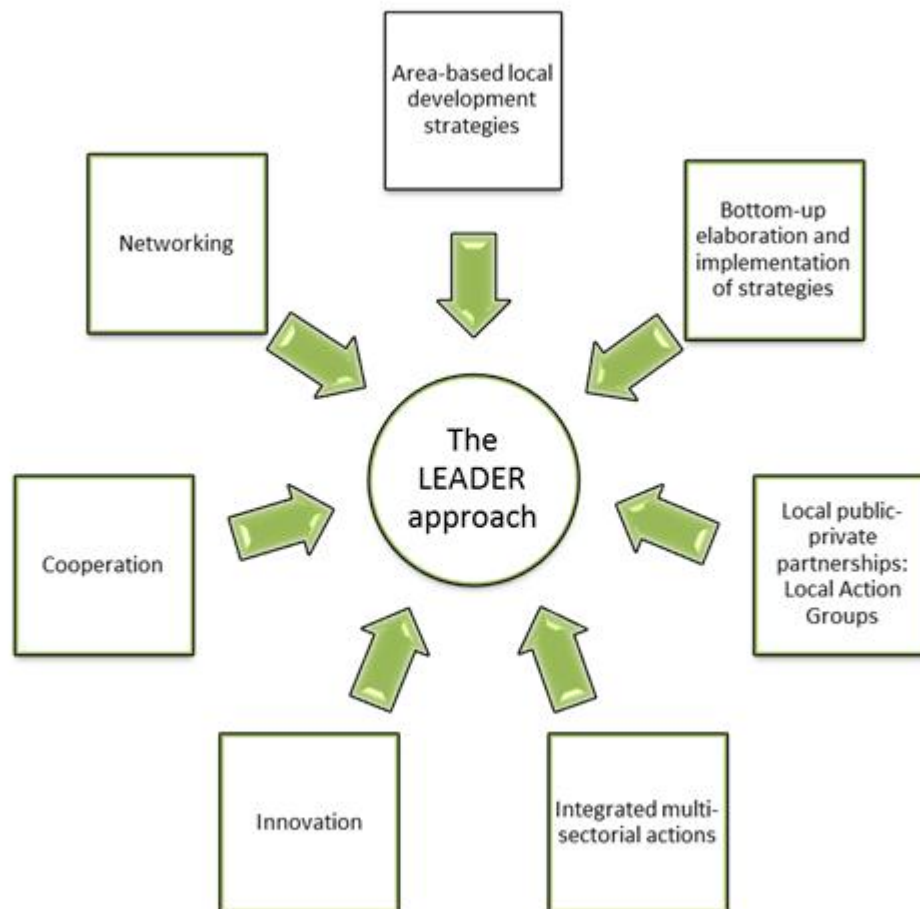 Area-based local
development
strategies
Networking
Bottom-up
elaboration and
implementation
of strategies
The
LEADER
approach
Cooperation
Local public-
private
partnerships:
Local Action
Groups
Innovation
Integrated multi-
sectorial actions